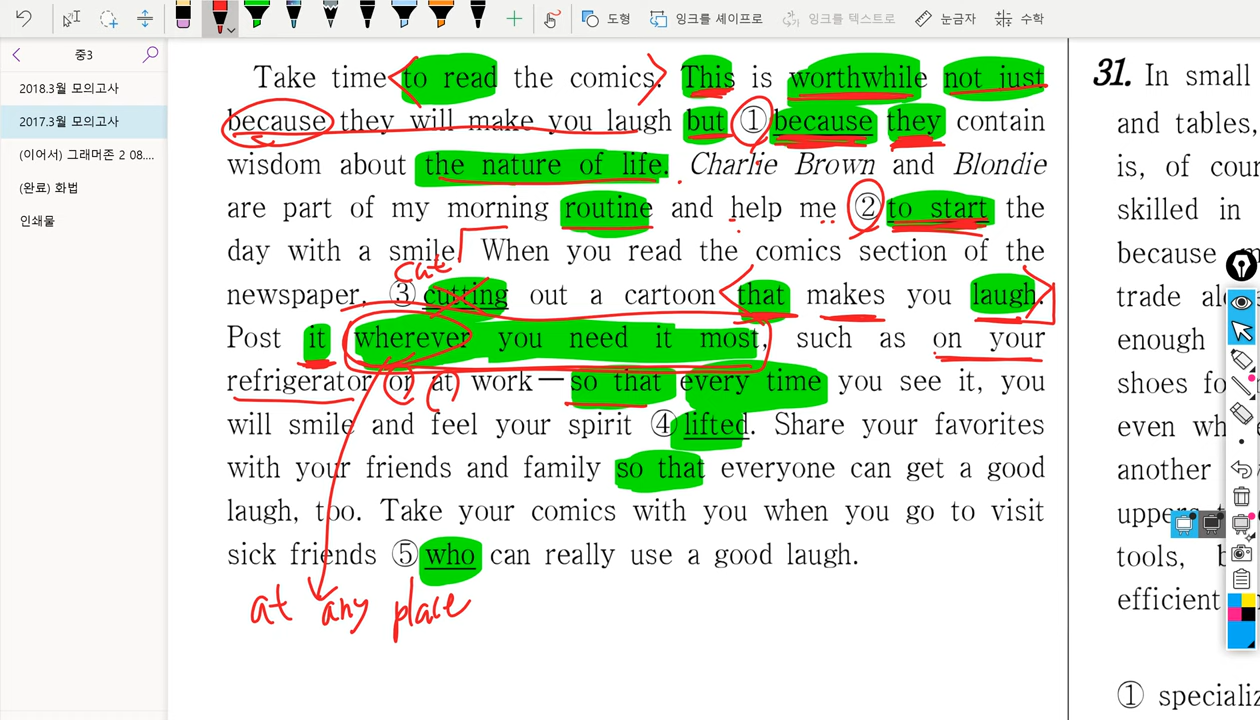 도형 잉크를 셰이프로 잉크를 텍스트로 눈금자 수학
중3
2018.3월 모의고사
2017.3월 모의고사
(이어서) 그래머존 2 08....
(완료) 화법
인쇄물
Take time to read the comics. This is worthwhile not just
because they will make you laugh but ① because they contain
wisdom about the nature of life. Charlie Brown and Blondie
are part of my morning routine and help me ② to start the
day with a smile. When you read the comics section of the
cut
newspaper, ③ cutting out a cartoon that makes you laugh.
Post it wherever you need it most, such as on your
refrigerator or at work—so that every time you see it, you
will smile and feel your spirit ④ lifted. Share your favorites
with your friends and family so that everyone can get a good
laugh, too. Take your comics with you when you go to visit
sick friends ⑤ who can really use a good laugh.
at any place
31. In small
and tables,
is, of cour
skilled in
because m
trade al
enough
shoes fo
even wh
another
upper
tools, b
efficient
① specializ